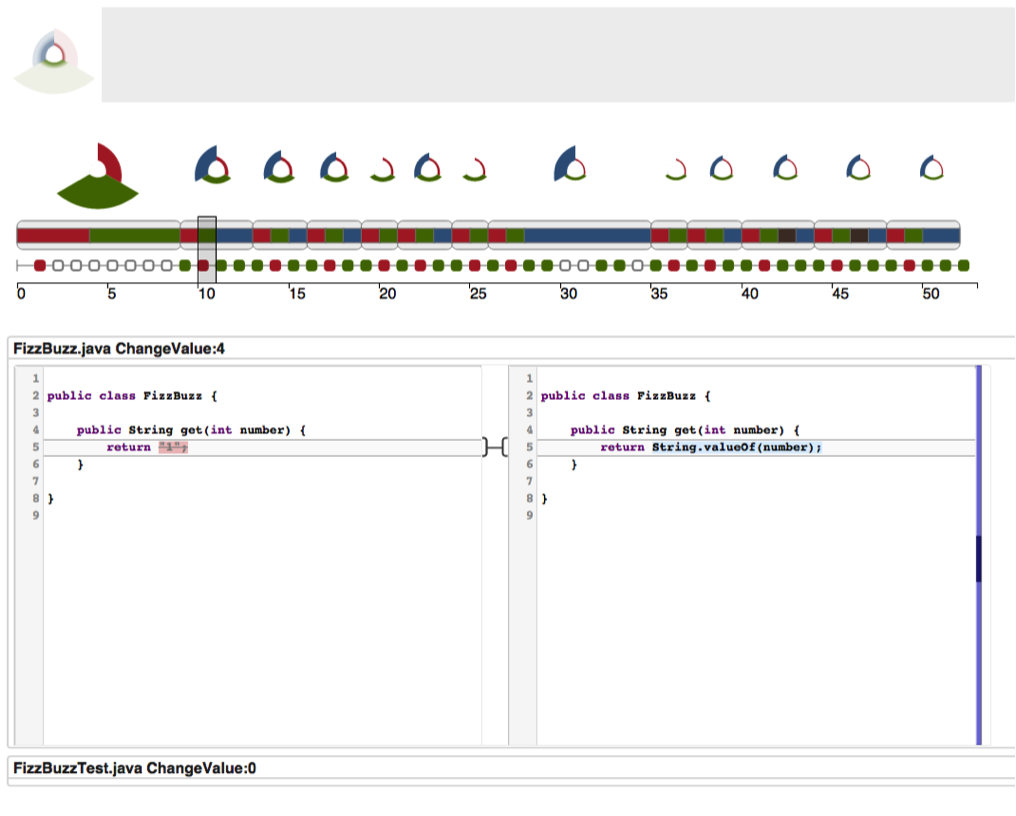 0 5 10 15 20 25 30 35 40 45 50
FizzBuzz.java ChangeValue:4
1
2 public class FizzBuzz {
3
4 public String get(int number) {
5 return "1";
6 }
7
8 }
9
1
2 public class FizzBuzz {
3
4 public String get(int number) {
5 return String.valueOf(number);
6 }
7
8 }
9
FizzBuzzTest.java ChangeValue:0